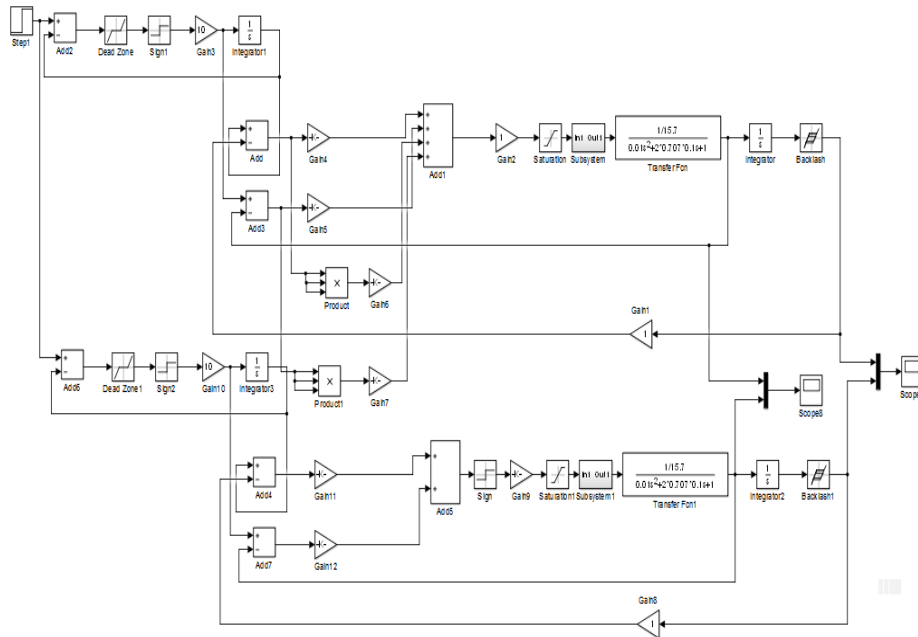 Step1
+
−
Add2
Dead Zone
Sign1
10
Gain3
1
s
Integrator1
+
−
Add
-K-
Gain4
+
+
+
+
Add1
1
Gain2
Saturation
In1 Out1
Subsystem
1/15.7
0.01s²+2*0.707*0.1s+1
Transfer Fcn
1
s
Integrator
Backlash
+
−
Add3
-K-
Gain5
×
Product
-K-
Gain6
Gain1
1
+
−
Add6
Dead Zone1
Sign2
10
Gain10
1
s
Integrator3
×
Product1
-K-
Gain7
Scope8
Scope
+
−
Add4
-K-
Gain11
+
+
Add5
Sign
-K-
Gain9
Saturation1
In1 Out1
Subsystem1
1/15.7
0.01s²+2*0.707*0.1s+1
Transfer Fcn1
1
s
Integrator2
Backlash1
+
−
Add7
-K-
Gain12
Gain8
1